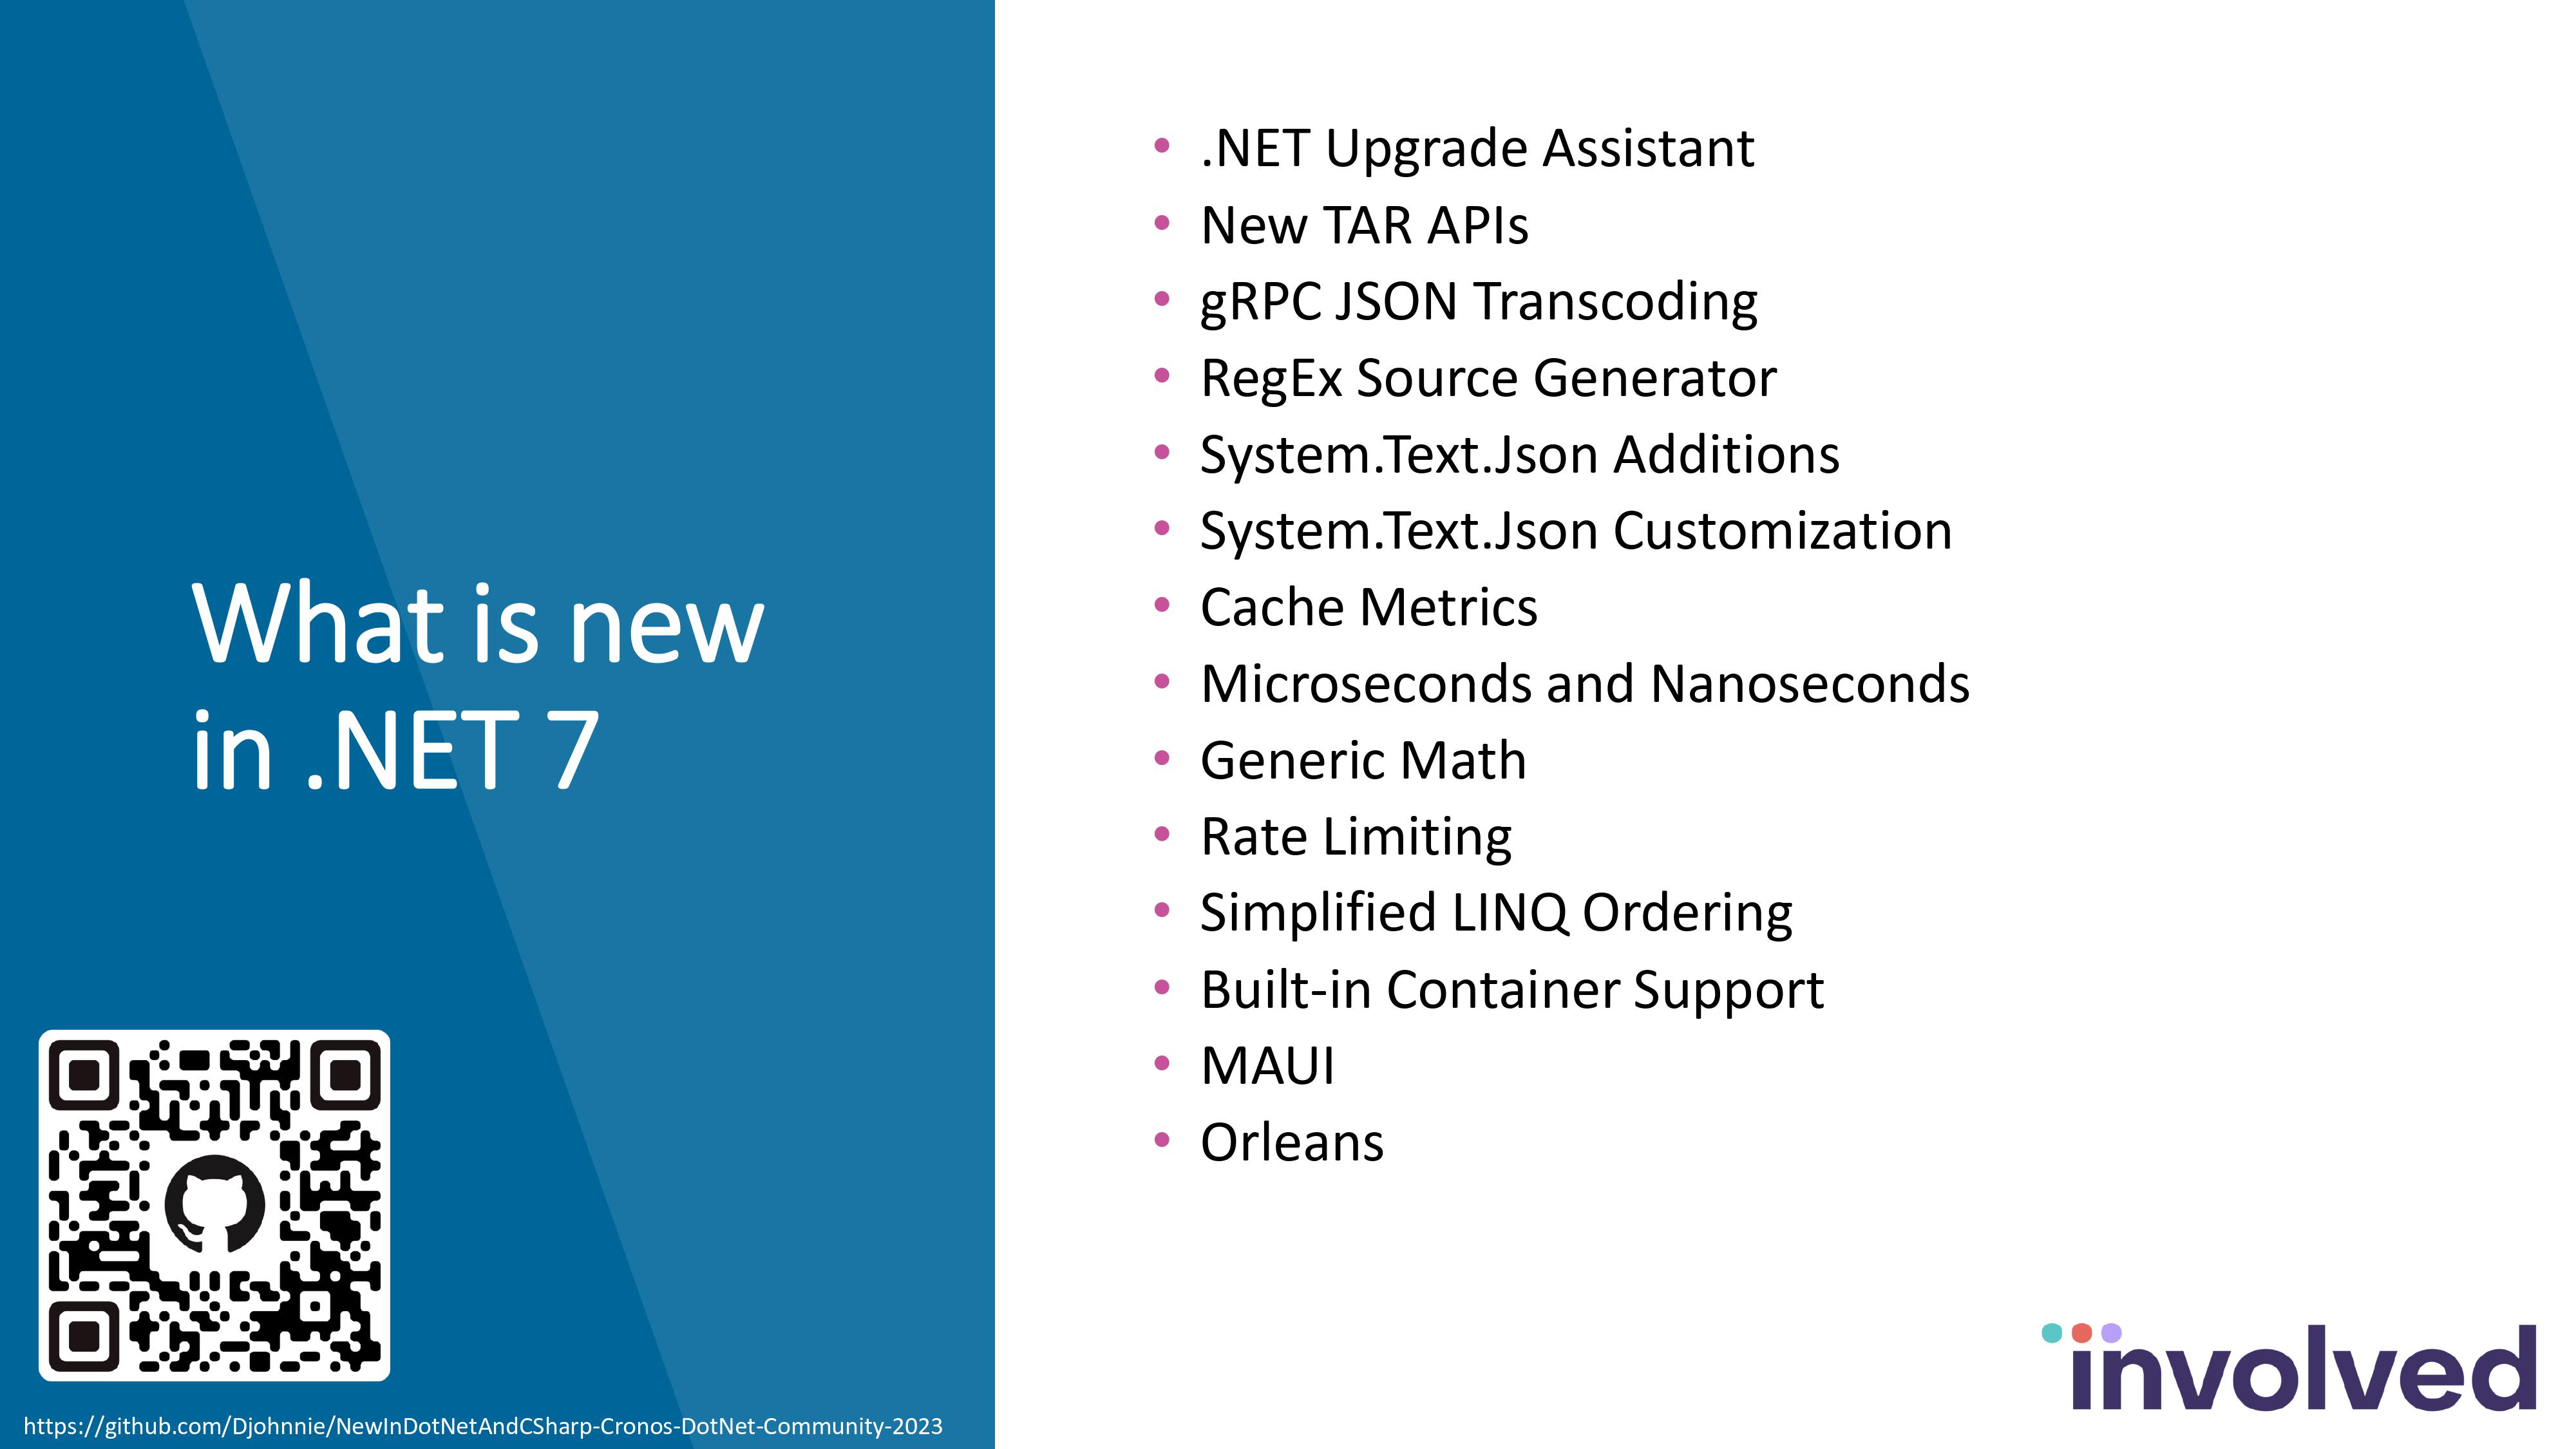 What is new
in .NET 7
• .NET Upgrade Assistant
• New TAR APIs
• gRPC JSON Transcoding
• RegEx Source Generator
• System.Text.Json Additions
• System.Text.Json Customization
• Cache Metrics
• Microseconds and Nanoseconds
• Generic Math
• Rate Limiting
• Simplified LINQ Ordering
• Built-in Container Support
• MAUI
• Orleans
https://github.com/Djohnnie/NewInDotNetAndCSharp-Cronos-DotNet-Community-2023
involved